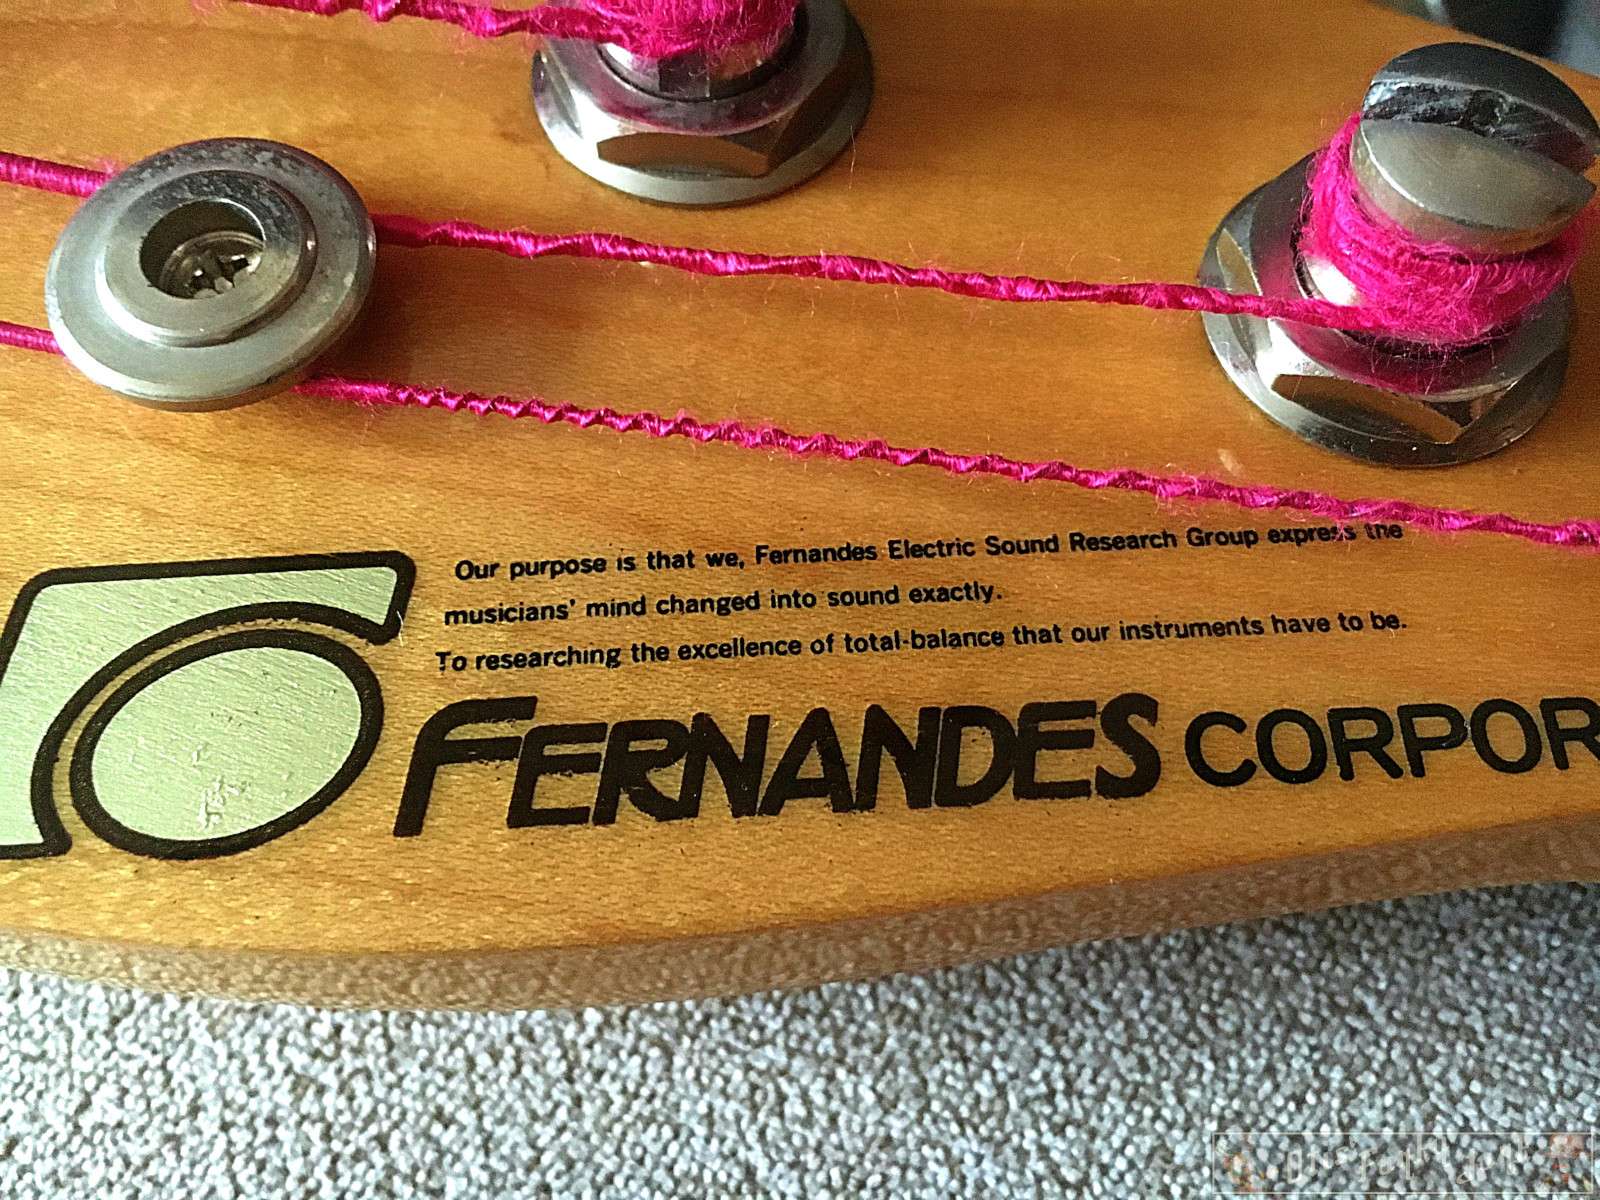 Our purpose is that we, Fernandes Electric Sound Research Group express the
musicians' mind changed into sound exactly.
To researching the excellence of total-balance that our instruments have to be.
FERNANDES CORPOR